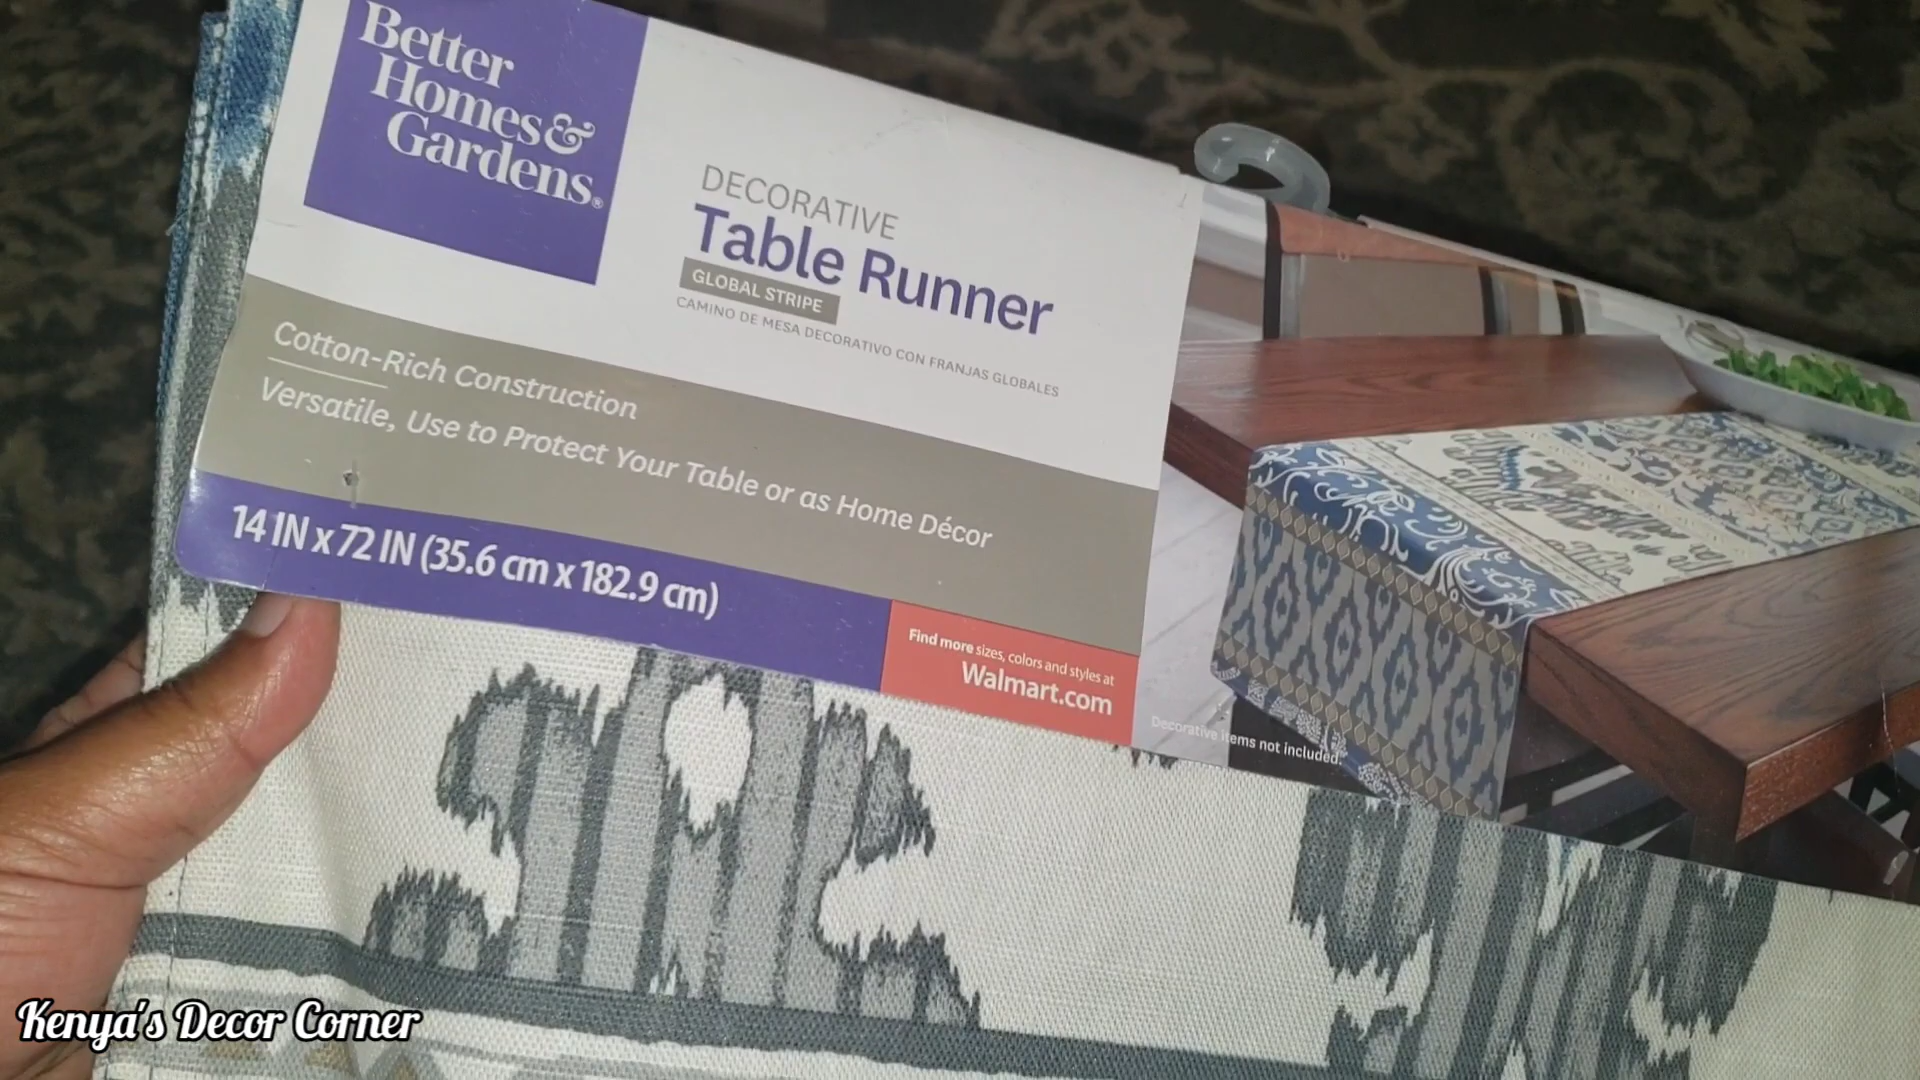 Better
Homes &
Gardens®
DECORATIVE
Table Runner
GLOBAL STRIPE
CAMINO DE MESA DECORATIVO CON FRANJAS GLOBALES
Cotton-Rich Construction
Versatile, Use to Protect Your Table or as Home Décor
14 IN x 72 IN (35.6 cm x 182.9 cm)
Find more sizes, colors and styles at
Walmart.com
Decorative items not included.
Kenya's Decor Corner